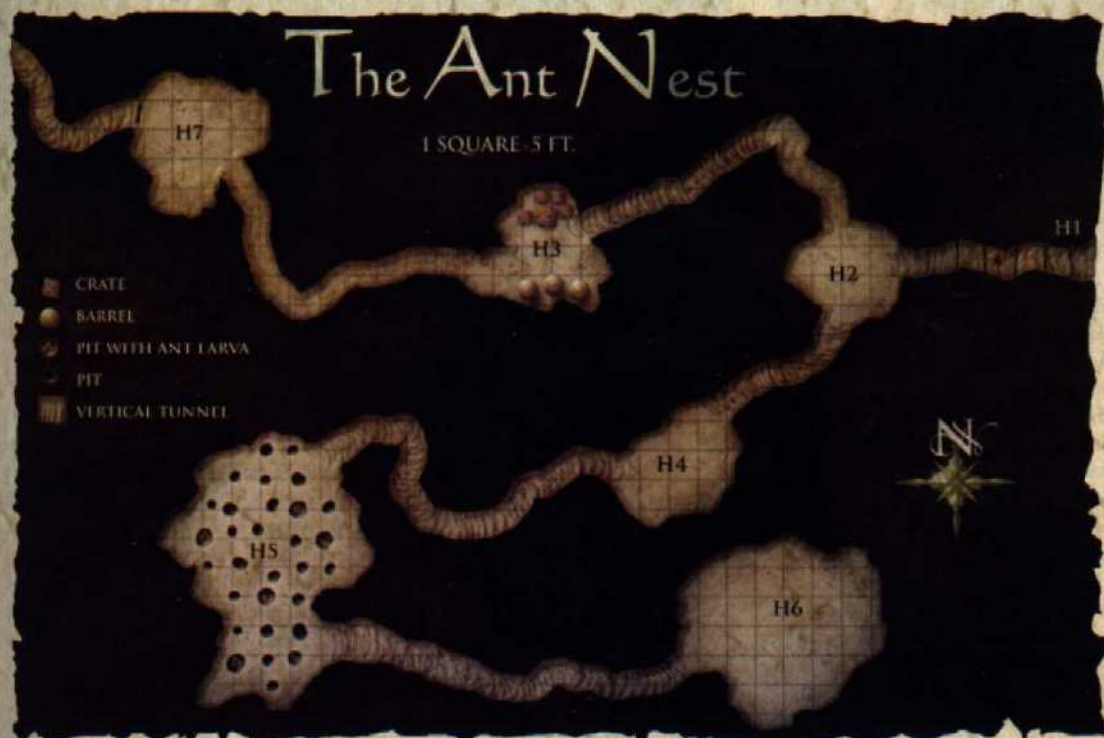 The Ant Nest
1 SQUARE-5 FT.
H7
H3
H2
H1
CRATE
BARREL
PIT WITH ANT LARVA
PIT
VERTICAL TUNNEL
H4
H5
H6
N